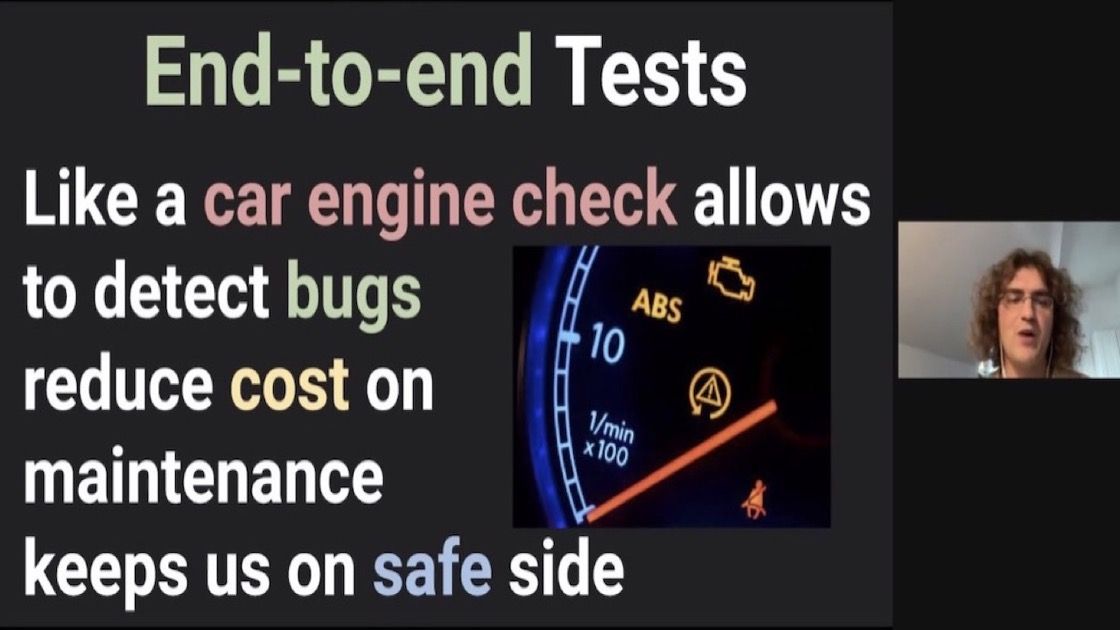 End-to-end Tests
Like a car engine check allows
to detect bugs
reduce cost on
maintenance
keeps us on safe side
ABS
10
1/min
x100